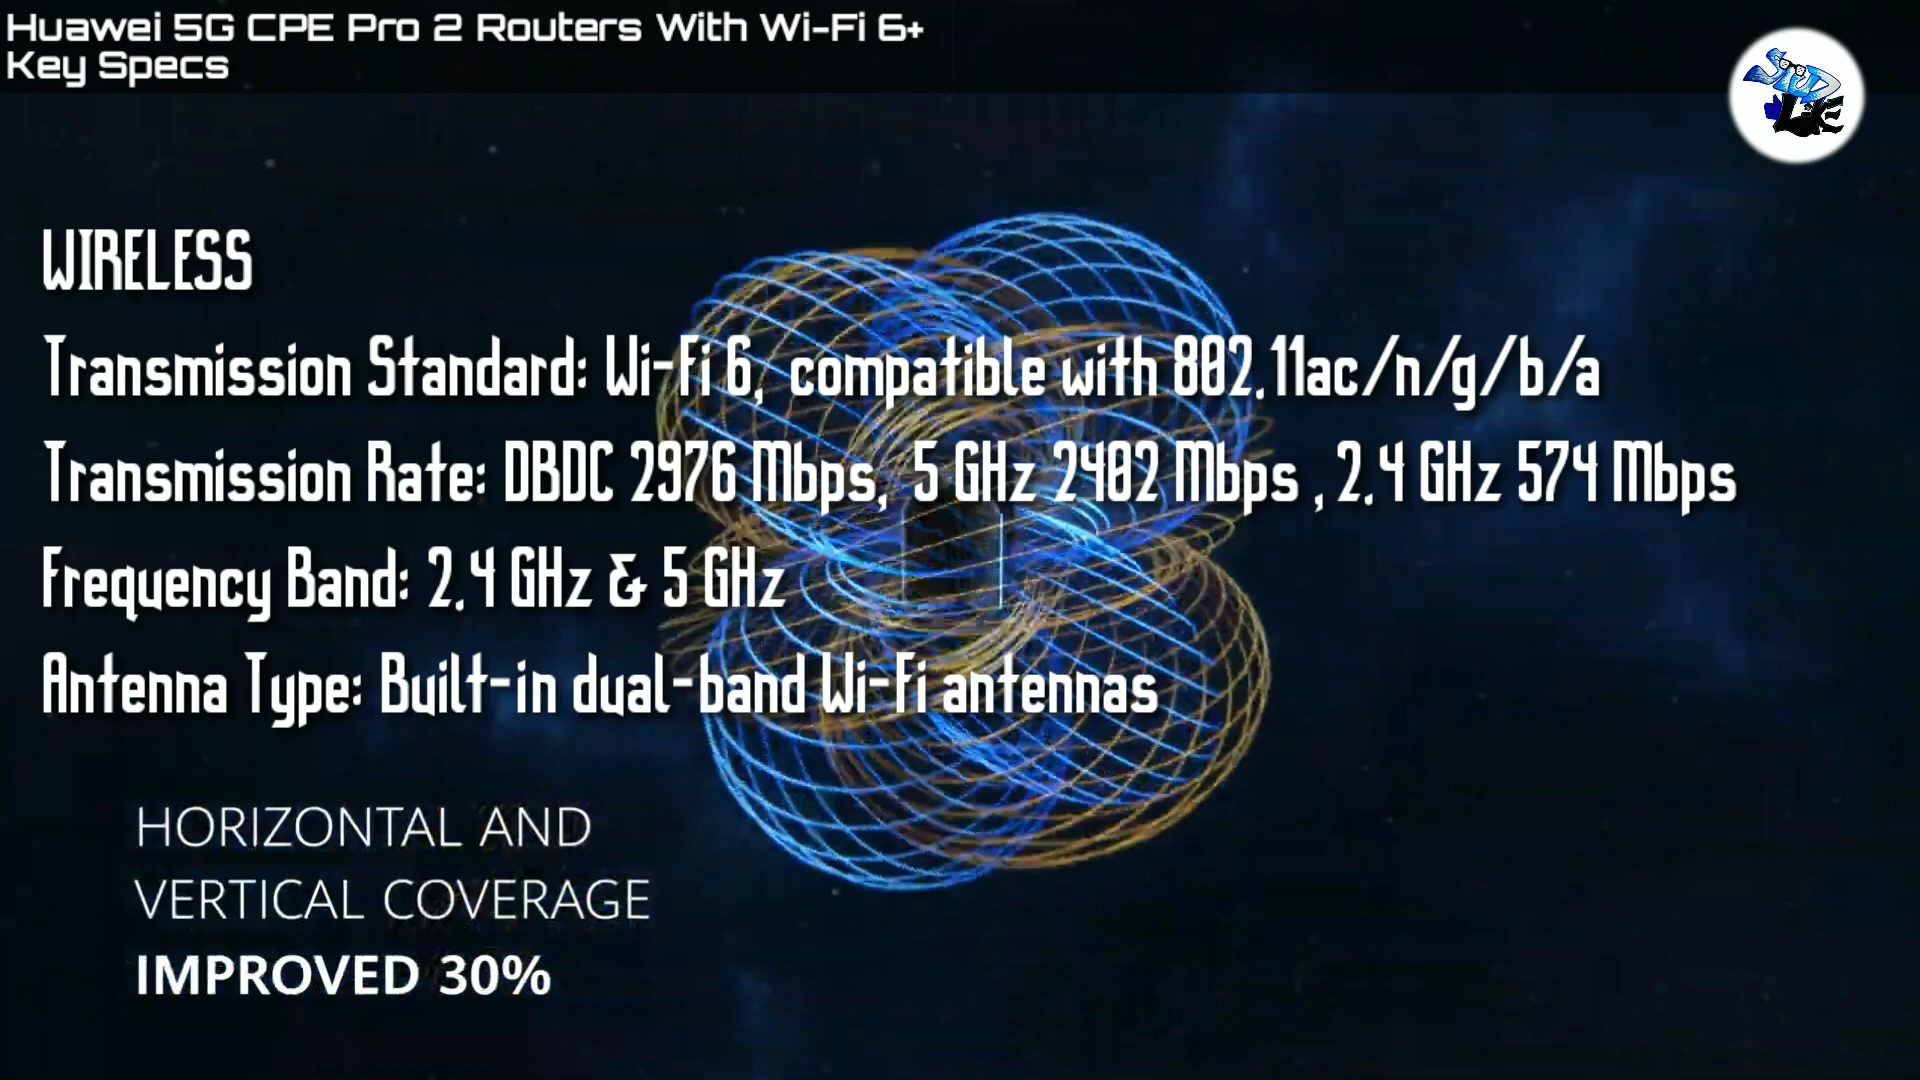 Huawei 5G CPE Pro 2 Routers With Wi-Fi 6+
Key Specs
WIRELESS
Transmission Standard: Wi-Fi 6, compatible with 802.11ac/n/g/b/a
Transmission Rate: DBDC 2976 Mbps, 5 GHz 2402 Mbps , 2.4 GHz 574 Mbps
Frequency Band: 2.4 GHz & 5 GHz
Antenna Type: Built-in dual-band Wi-Fi antennas
HORIZONTAL AND
VERTICAL COVERAGE
IMPROVED 30%